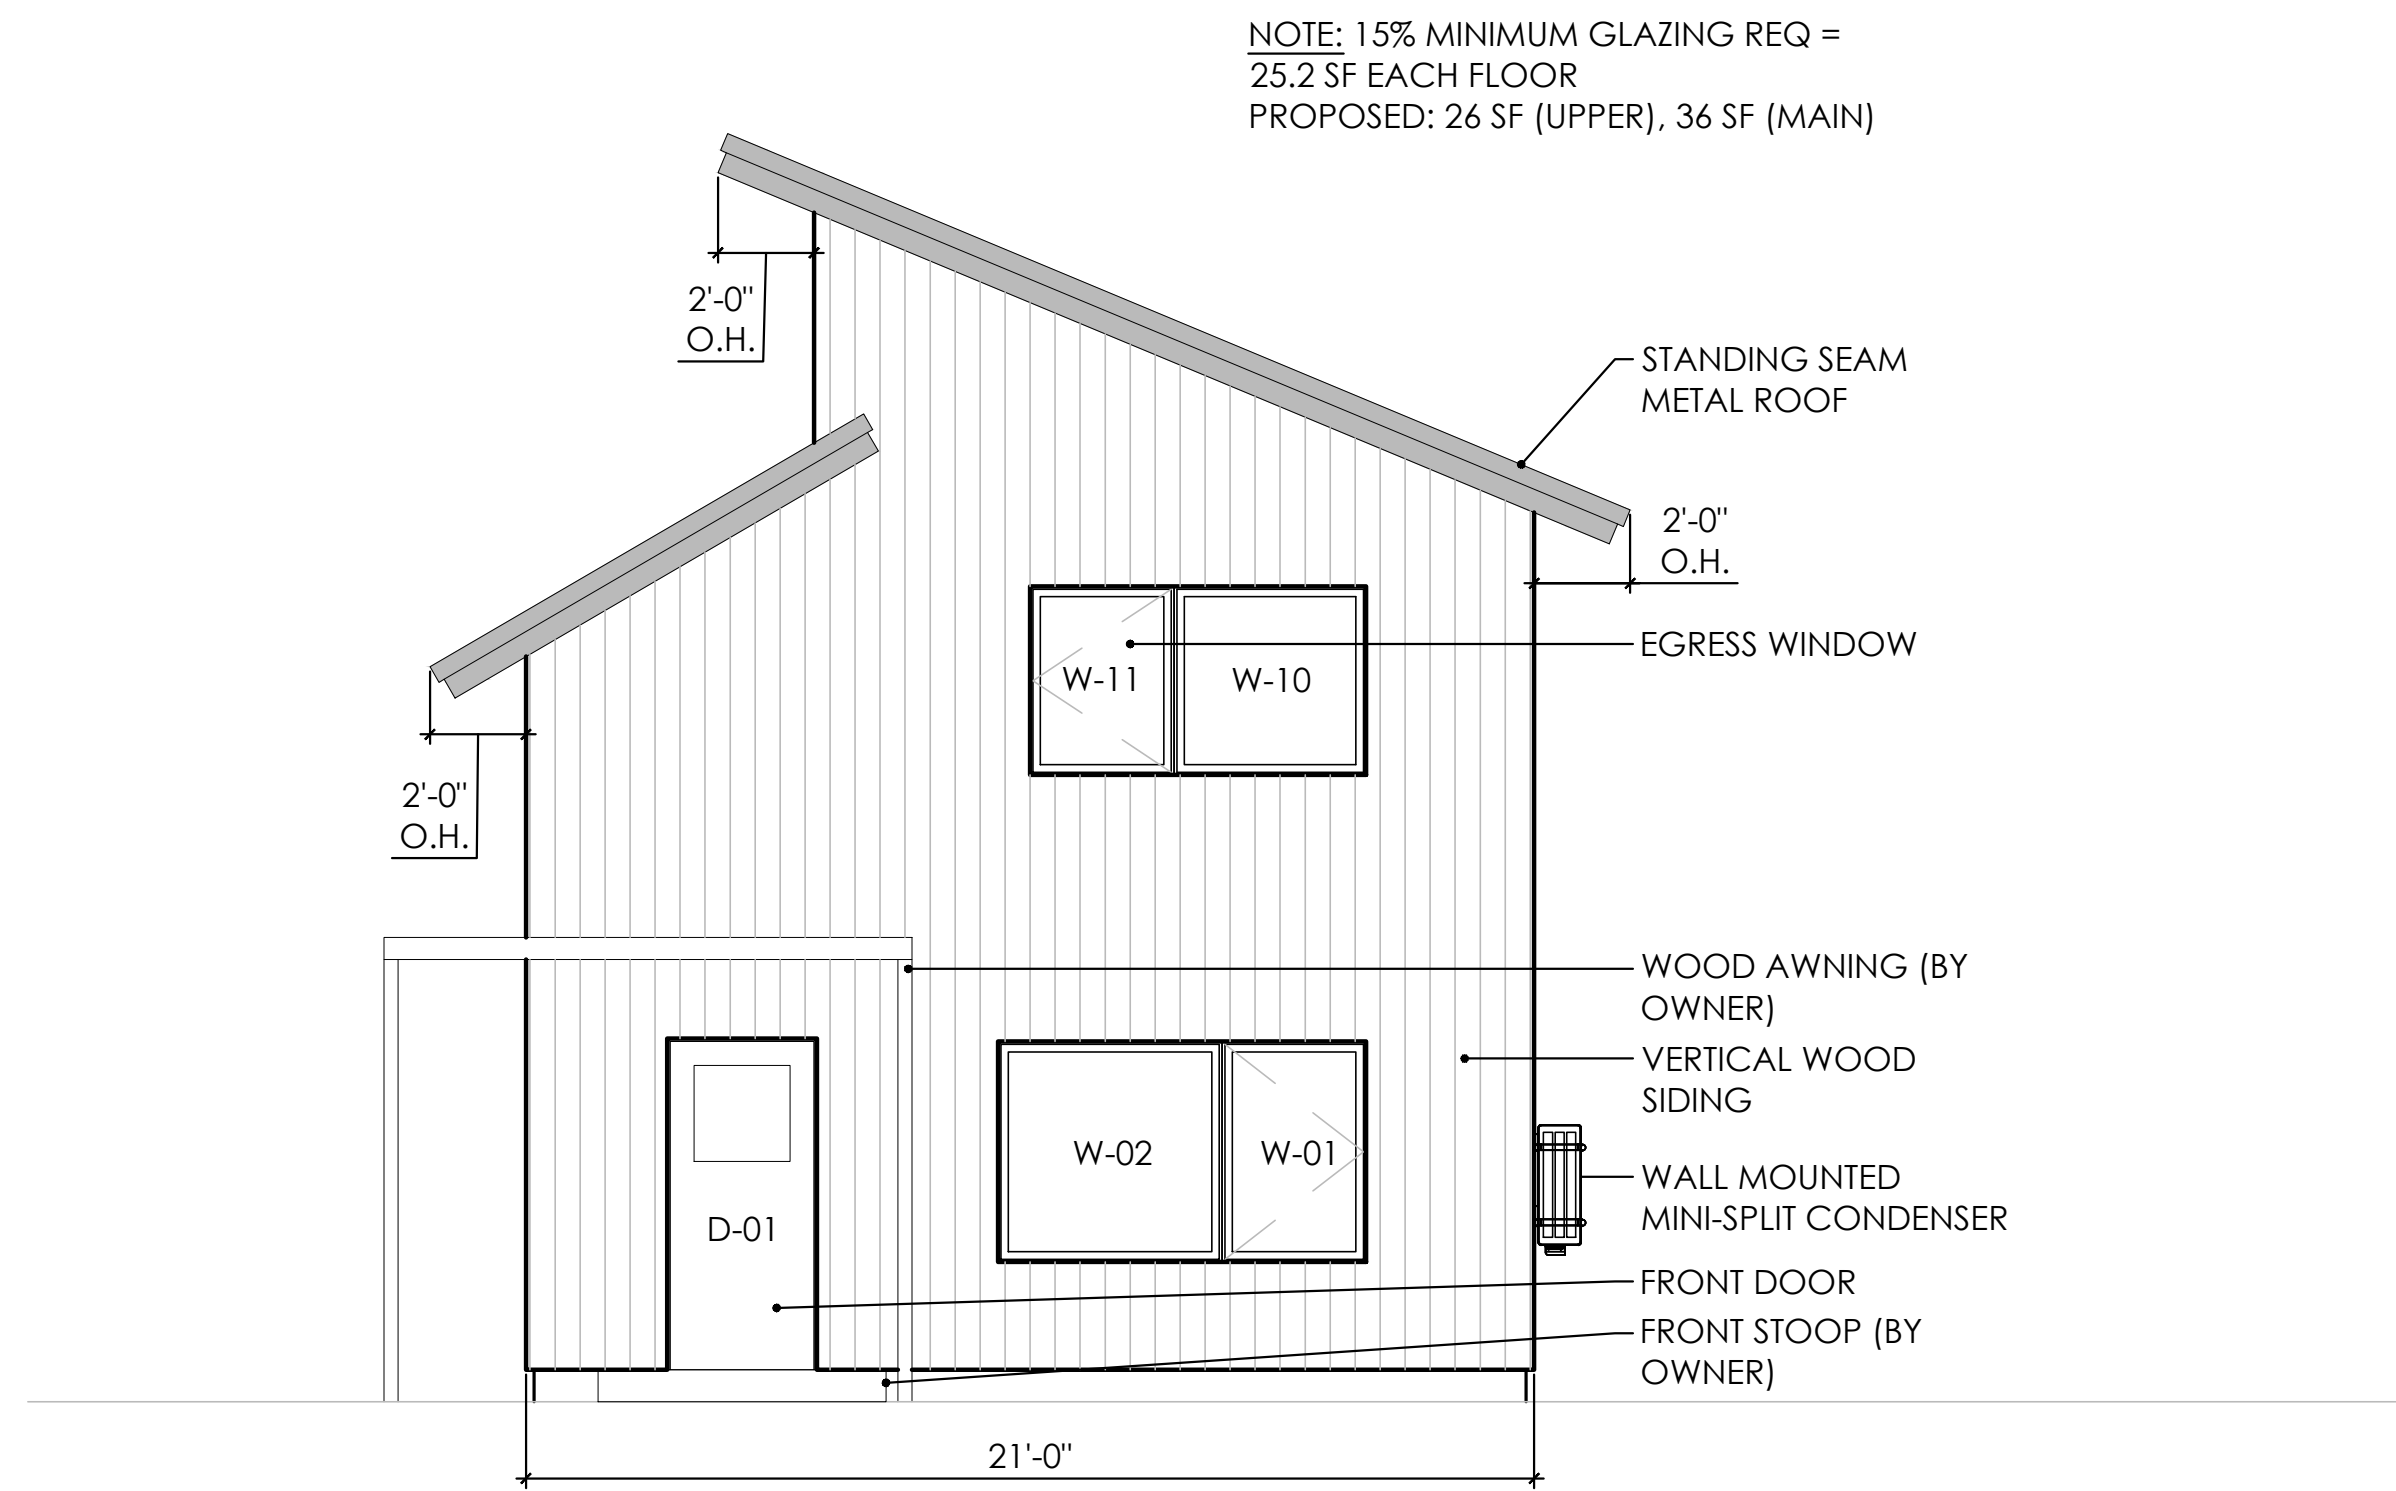 NOTE: 15% MINIMUM GLAZING REQ =
25.2 SF EACH FLOOR
PROPOSED: 26 SF (UPPER), 36 SF (MAIN)
2'-0"
O.H.
STANDING SEAM
METAL ROOF
2'-0"
O.H.
EGRESS WINDOW
W-11
W-10
2'-0"
O.H.
WOOD AWNING (BY
OWNER)
VERTICAL WOOD
SIDING
W-02
W-01
WALL MOUNTED
MINI-SPLIT CONDENSER
D-01
FRONT DOOR
FRONT STOOP (BY
OWNER)
21'-0"